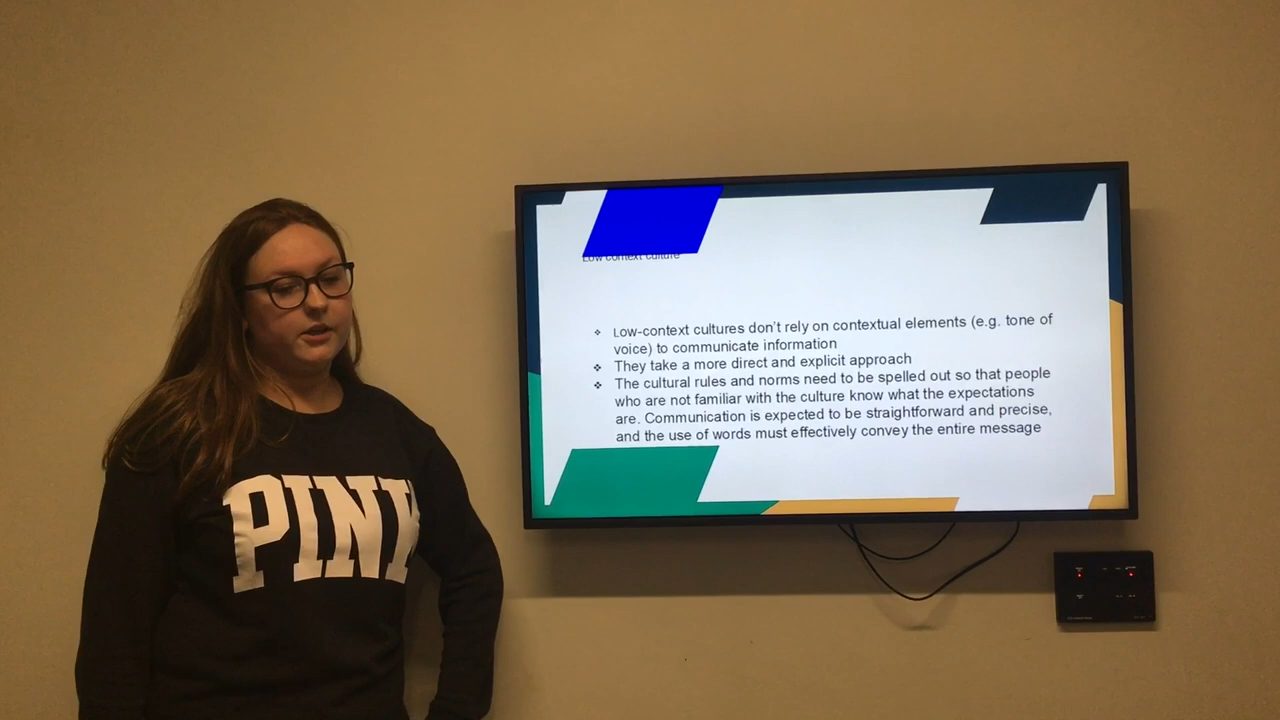 Low context culture
Low-context cultures don't rely on contextual elements (e.g. tone of
voice) to communicate information
They take a more direct and explicit approach
The cultural rules and norms need to be spelled out so that people
who are not familiar with the culture know what the expectations
are. Communication is expected to be straightforward and precise,
and the use of words must effectively convey the entire message
PINK